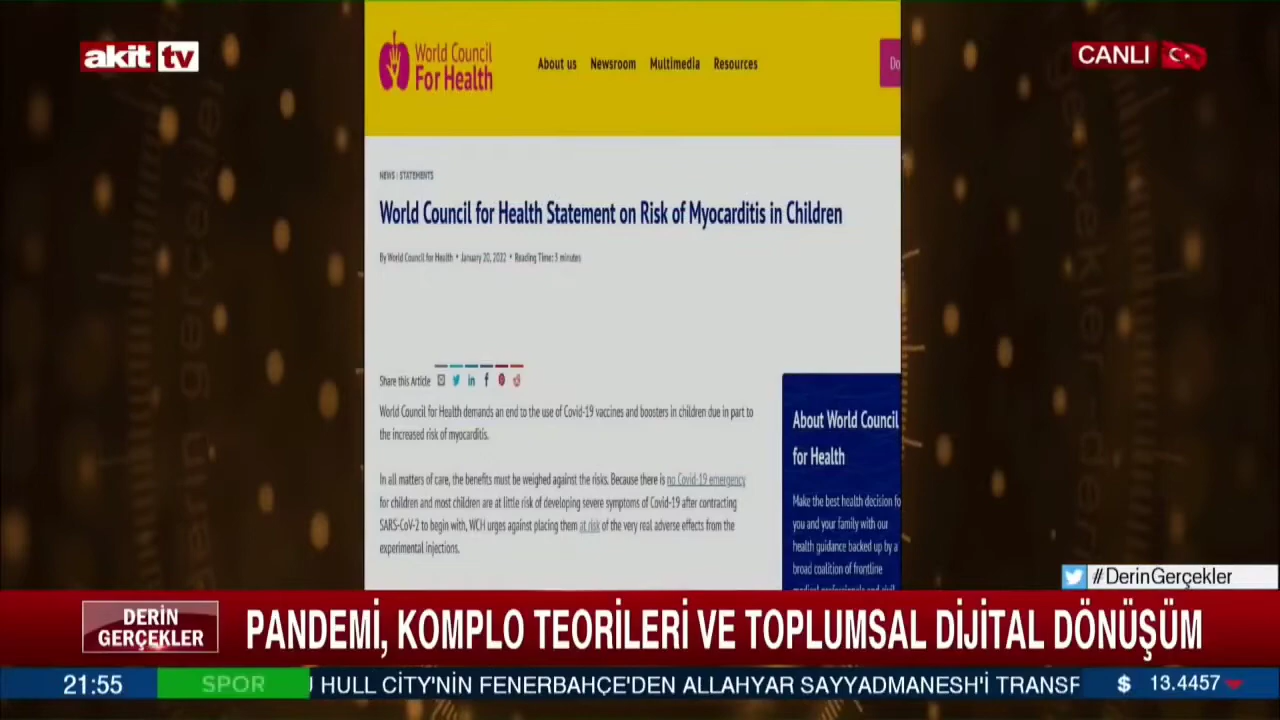 akit tv
CANLI
World Council
For Health
About us Newsroom Multimedia Resources
Do
NEWS | STATEMENTS
World Council for Health Statement on Risk of Myocarditis in Children
By World Council for Health • January 20, 2022 • Reading Time: 3 minutes
Share this Article
World Council for Health demands an end to the use of Covid-19 vaccines and boosters in children due in part to
the increased risk of myocarditis.
In all matters of care, the benefits must be weighed against the risks. Because there is no Covid-19 emergency
for children and most children are at little risk of developing severe symptoms of Covid-19 after contracting
SARS-CoV-2 to begin with, WCH urges against placing them at risk of the very real adverse effects from the
experimental injections.
About World Council
for Health
Make the best health decision fo
you and your family with our
health guidance backed up by a
broad coalition of frontline
#DerinGerçekler
DERİN
GERÇEKLER
PANDEMİ, KOMPLO TEORİLERİ VE TOPLUMSAL DİJİTAL DÖNÜŞÜM
21:55 SPOR HULL CITY'NİN FENERBAHÇE'DEN ALLAHYAR SAYYADMANESH'İ TRANSF $ 13.4457